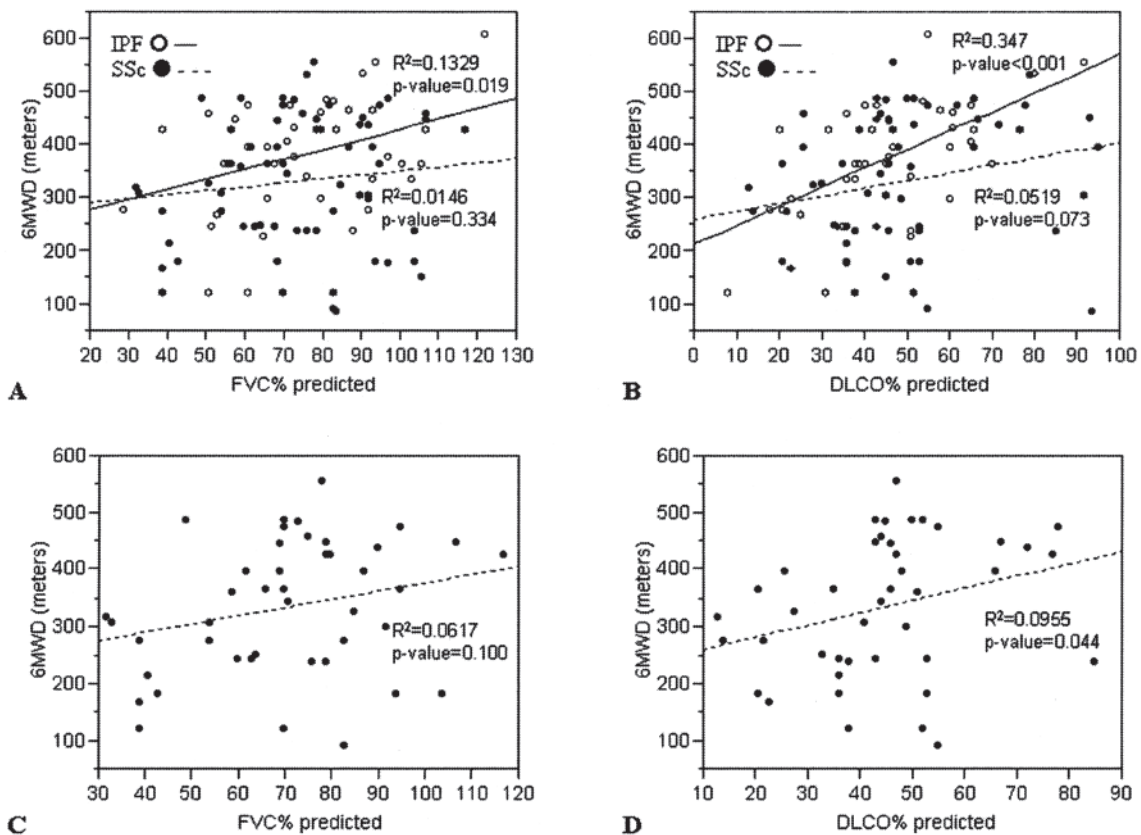 IPF
SSc
R²=0.1329
p-value=0.019
R²=0.0146
p-value=0.334
6MWD (meters)
600
500
400
300
200
100
20 30 40 50 60 70 80 90 100 110 120 130
FVC% predicted
A
IPF
SSc
R²=0.347
p-value<0.001
R²=0.0519
p-value=0.073
6MWD (meters)
600
500
400
300
200
100
0 10 20 30 40 50 60 70 80 90 100
DLCO% predicted
B
R²=0.0617
p-value=0.100
6MWD (meters)
600
500
400
300
200
100
30 40 50 60 70 80 90 100 110 120
FVC% predicted
C
R²=0.0955
p-value=0.044
6MWD (meters)
600
500
400
300
200
100
10 20 30 40 50 60 70 80 90
DLCO% predicted
D